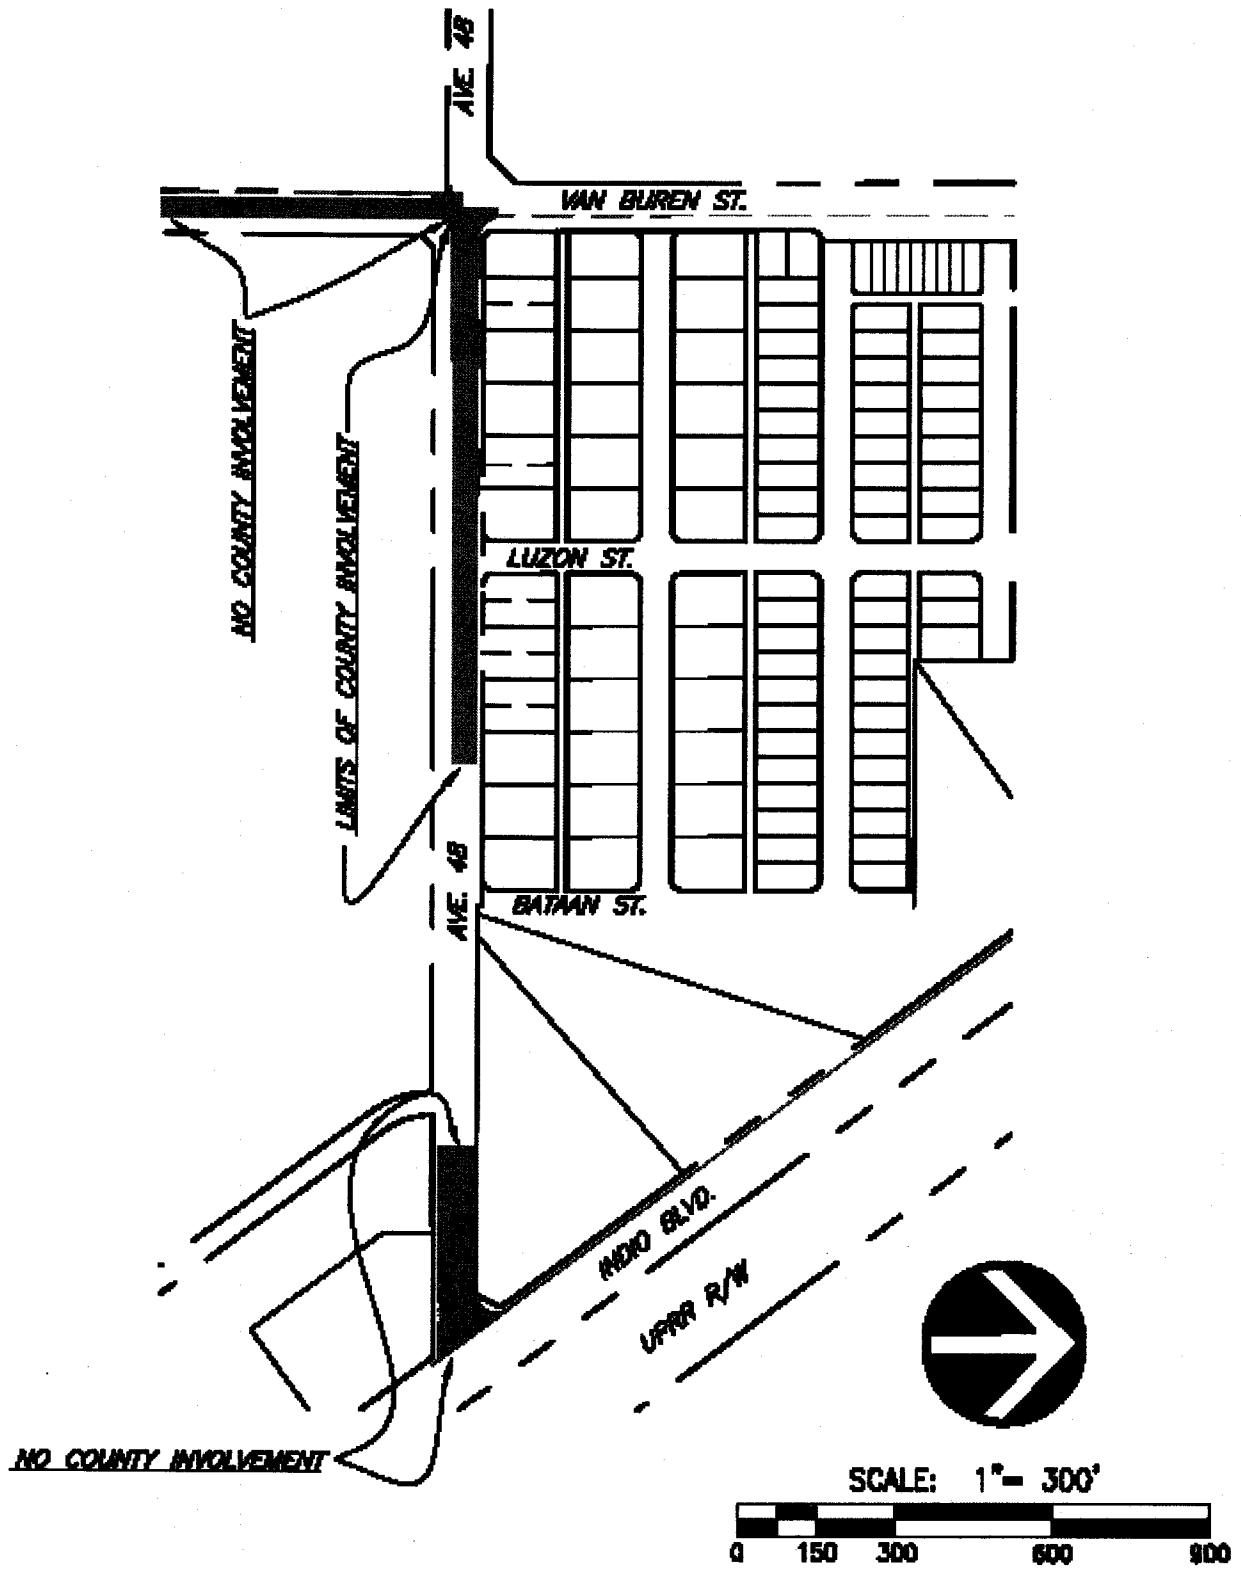 AVE. 48
VAN BUREN ST.
NO COUNTY INVOLVEMENT
LIMITS OF COUNTY INVOLVEMENT
LUZON ST.
AVE. 48
BATAAN ST.
INDIO BLVD.
UPRR R/W
NO COUNTY INVOLVEMENT
SCALE: 1"= 300'
0 150 300 600 900